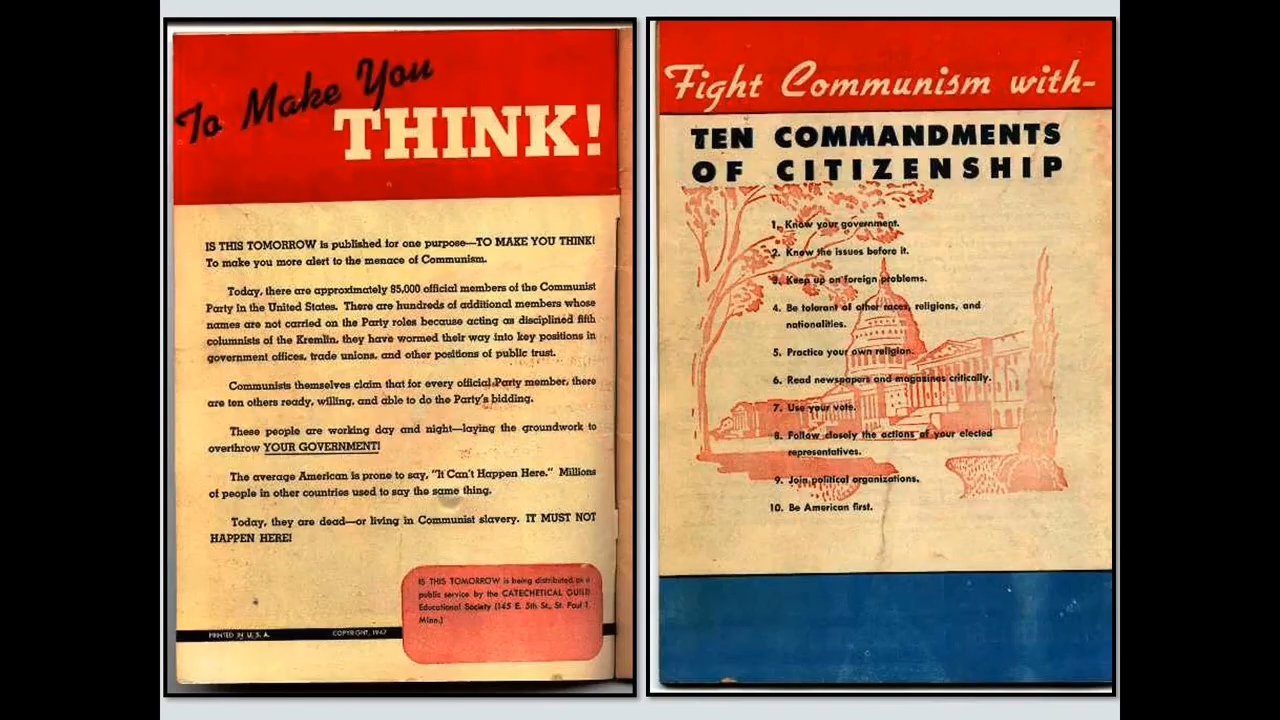 To Make You
THINK!
IS THIS TOMORROW is published for one purpose—TO MAKE YOU THINK!
To make you more alert to the menace of Communism.
Today, there are approximately 85,000 official members of the Communist
Party in the United States. There are hundreds of additional members whose
names are not carried on the Party roles because acting as disciplined fifth
columnists of the Kremlin, they have wormed their way into key positions in
government offices, trade unions, and other positions of public trust.
Communists themselves claim that for every official Party member, there
are ten others ready, willing, and able to do the Party's bidding.
These people are working day and night—laying the groundwork to
overthrow YOUR GOVERNMENT!
The average American is prone to say, "It Can't Happen Here." Millions
of people in other countries used to say the same thing.
Today, they are dead—or living in Communist slavery. IT MUST NOT
HAPPEN HERE!
IS THIS TOMORROW is being distributed as a
public service by the CATECHETICAL GUILD
Educational Society (145 E. 5th St., St. Paul 1,
Minn.)
PRINTED IN U. S. A. COPYRIGHT, 1947
Fight Communism with-
TEN COMMANDMENTS
OF CITIZENSHIP
1. Know your government.
2. Know the issues before it.
3. Keep up on foreign problems.
4. Be tolerant of other races, religions, and
nationalities.
5. Practice your own religion.
6. Read newspapers and magazines critically.
7. Use your vote.
8. Follow closely the actions of your elected
representatives.
9. Join political organizations.
10. Be American first.